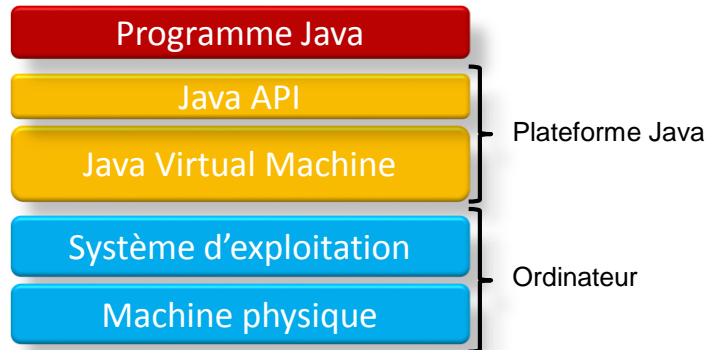 Programme Java
Java API
Java Virtual Machine
Plateforme Java
Système d’exploitation
Machine physique
Ordinateur